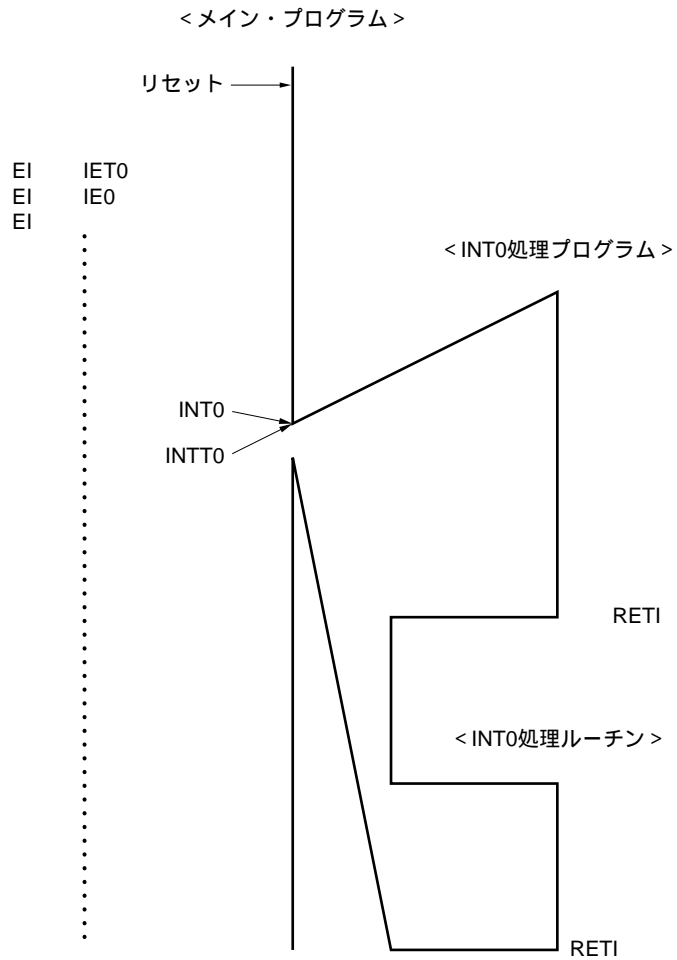 <メイン・プログラム>
リセット
EI IET0
EI IE0
EI
<INT0処理プログラム>
INT0
INTT0
RETI
<INT0処理ルーチン>
RETI